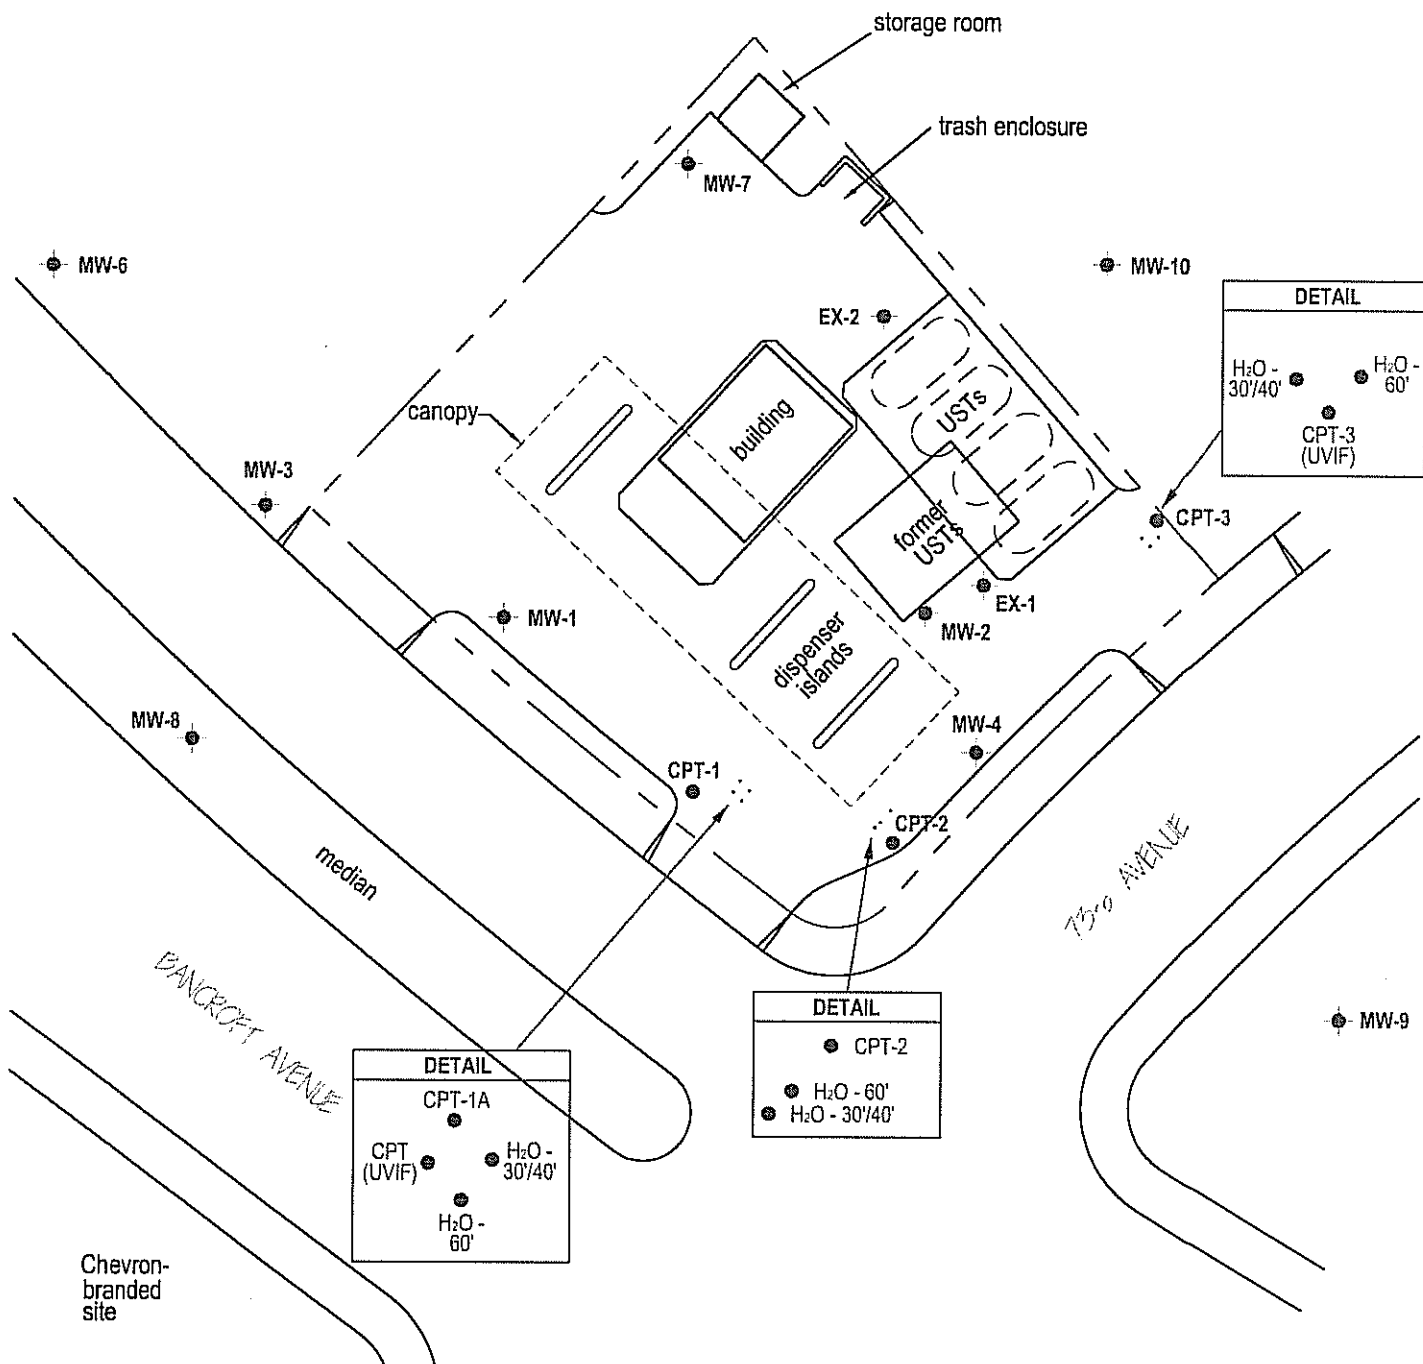 storage room
trash enclosure
MW-7
MW-6
MW-10
DETAIL
H₂O -
30'/40'
H₂O -
60'
CPT-3
(UVIF)
EX-2
USTs
canopy
building
MW-3
former
USTs
CPT-3
EX-1
MW-2
MW-1
dispenser
islands
MW-8
MW-4
CPT-1
CPT-2
median
73RD AVENUE
BANCROFT AVENUE
DETAIL
CPT-2
H₂O - 60'
H₂O - 30'/40'
MW-9
DETAIL
CPT-1A
CPT
(UVIF)
H₂O -
30'/40'
H₂O -
60'
Chevron-
branded
site